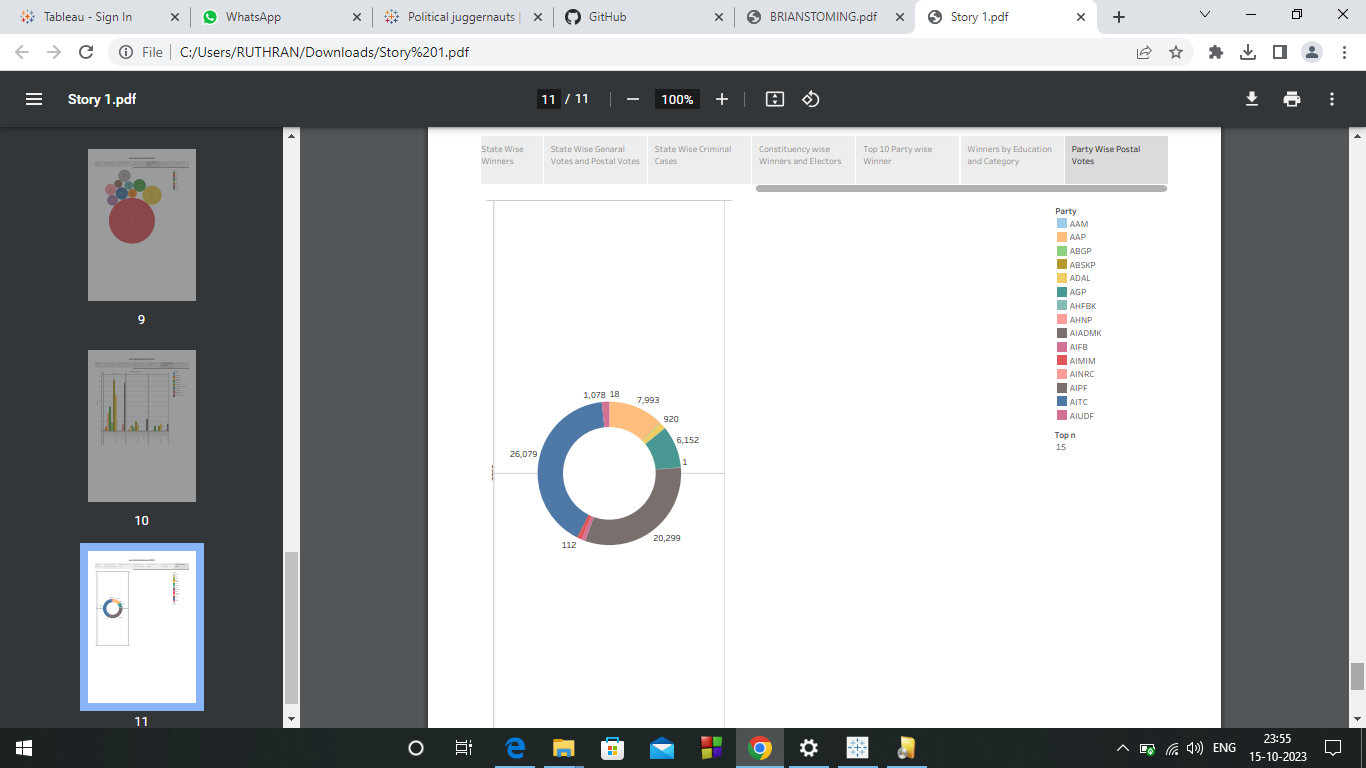 Tableau - Sign In
WhatsApp
Political juggernauts |
GitHub
BRIANSTOMING.pdf
Story 1.pdf
File
C:/Users/RUTHRAN/Downloads/Story%201.pdf
Story 1.pdf
11 / 11
100%
State Wise
Winners
State Wise Genaral
Votes and Postal Votes
State Wise Criminal
Cases
Constituency wise
Winners and Electors
Top 10 Party wise
Winner
Winners by Education
and Category
Party Wise Postal
Votes
9
10
11
1,078
18
7,993
920
6,152
1
26,079
112
20,299
Party
AAM
AAP
ABGP
ABSKP
ADAL
AGP
AHFBK
AHNP
AIADMK
AIFB
AIMIM
AINRC
AIPF
AITC
AIUDF
Top n
15
ENG
23:55
15-10-2023